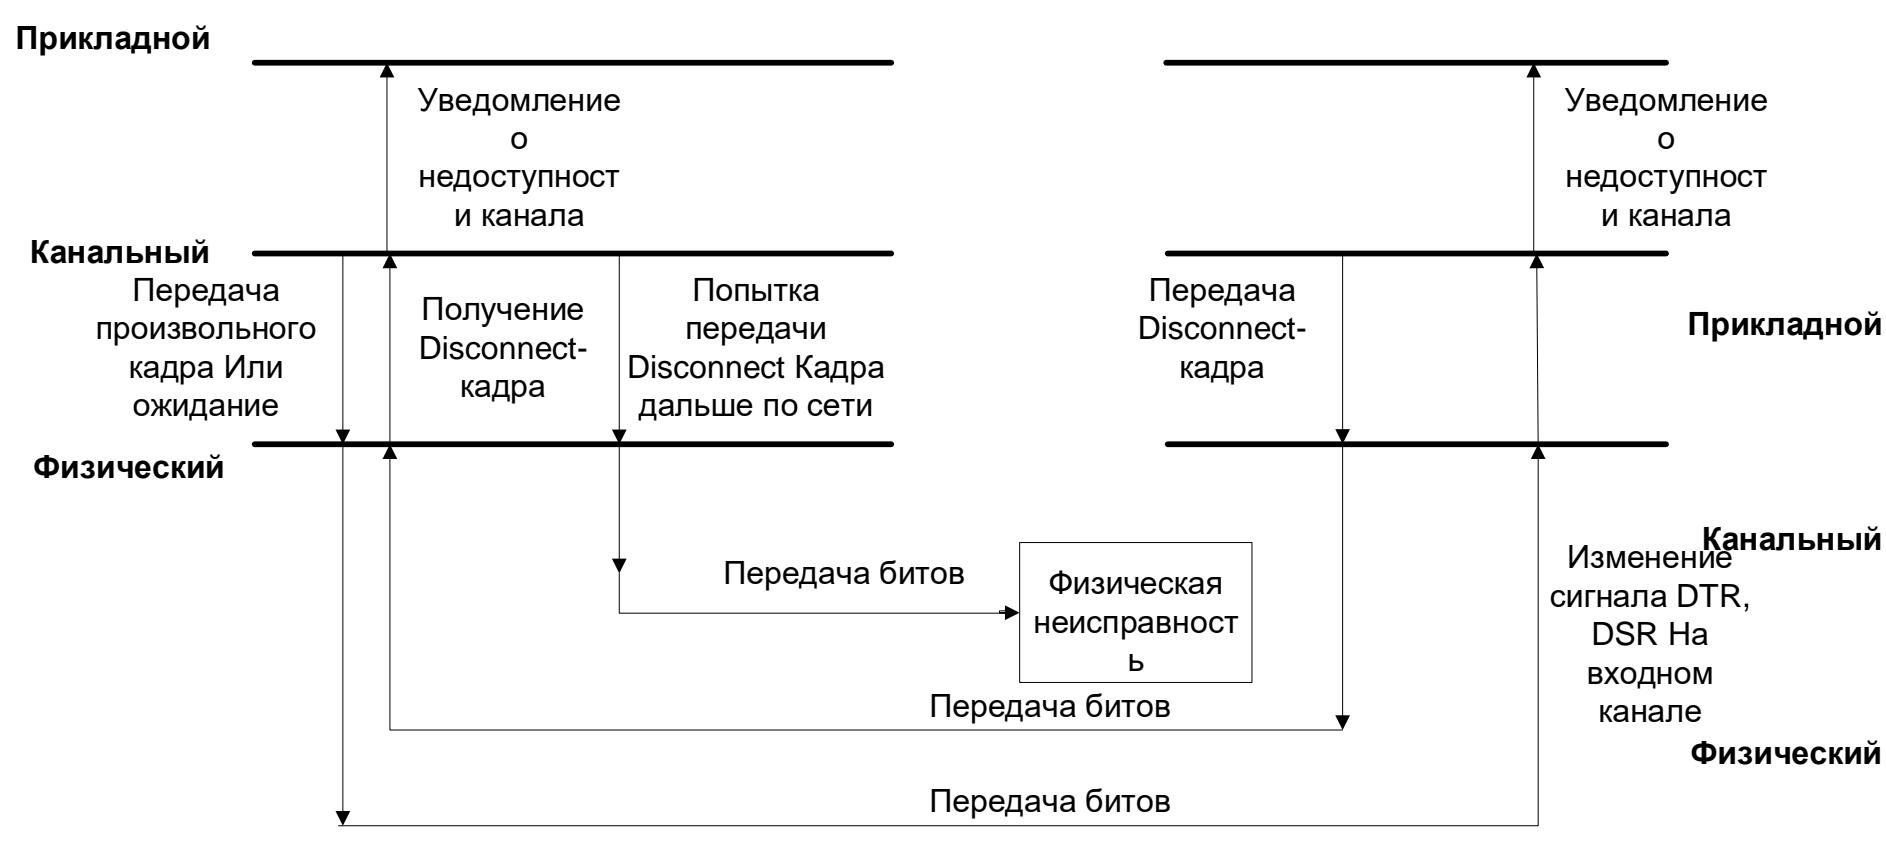 Прикладной
Уведомление
о
недоступност
и канала
Уведомление
о
недоступност
и канала
Канальный
Передача
произвольного
кадра Или
ожидание
Получение
Disconnect-
кадра
Попытка
передачи
Disconnect Кадра
дальше по сети
Передача
Disconnect-
кадра
Прикладной
Физический
Канальный
Изменение
сигнала DTR,
DSR На
входном
канале
Передача битов
Физическая
неисправност
ь
Передача битов
Физический
Передача битов